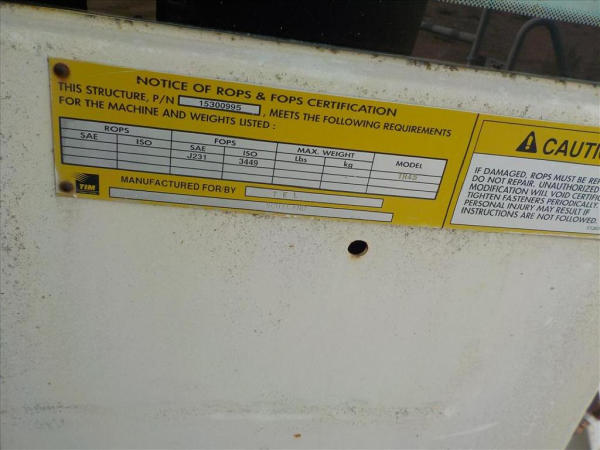 NOTICE OF ROPS & FOPS CERTIFICATION
THIS STRUCTURE, P/N 15300995, MEETS THE FOLLOWING REQUIREMENTS
FOR THE MACHINE AND WEIGHTS LISTED :
ROPS FOPS MAX. WEIGHT MODEL
SAE ISO SAE ISO Lbs kg
J231 3449 TR45
TIM MANUFACTURED FOR/BY T E L
CAUTI
IF DAMAGED, ROPS MUST BE
DO NOT REPAIR. UNAUTHORIZED
MODIFICATION WILL VOID CERTIFIC
TIGHTEN FASTENERS PERIODICALLY.
PERSONAL INJURY MAY RESULT IF
INSTRUCTIONS ARE NOT FOLLOWED.